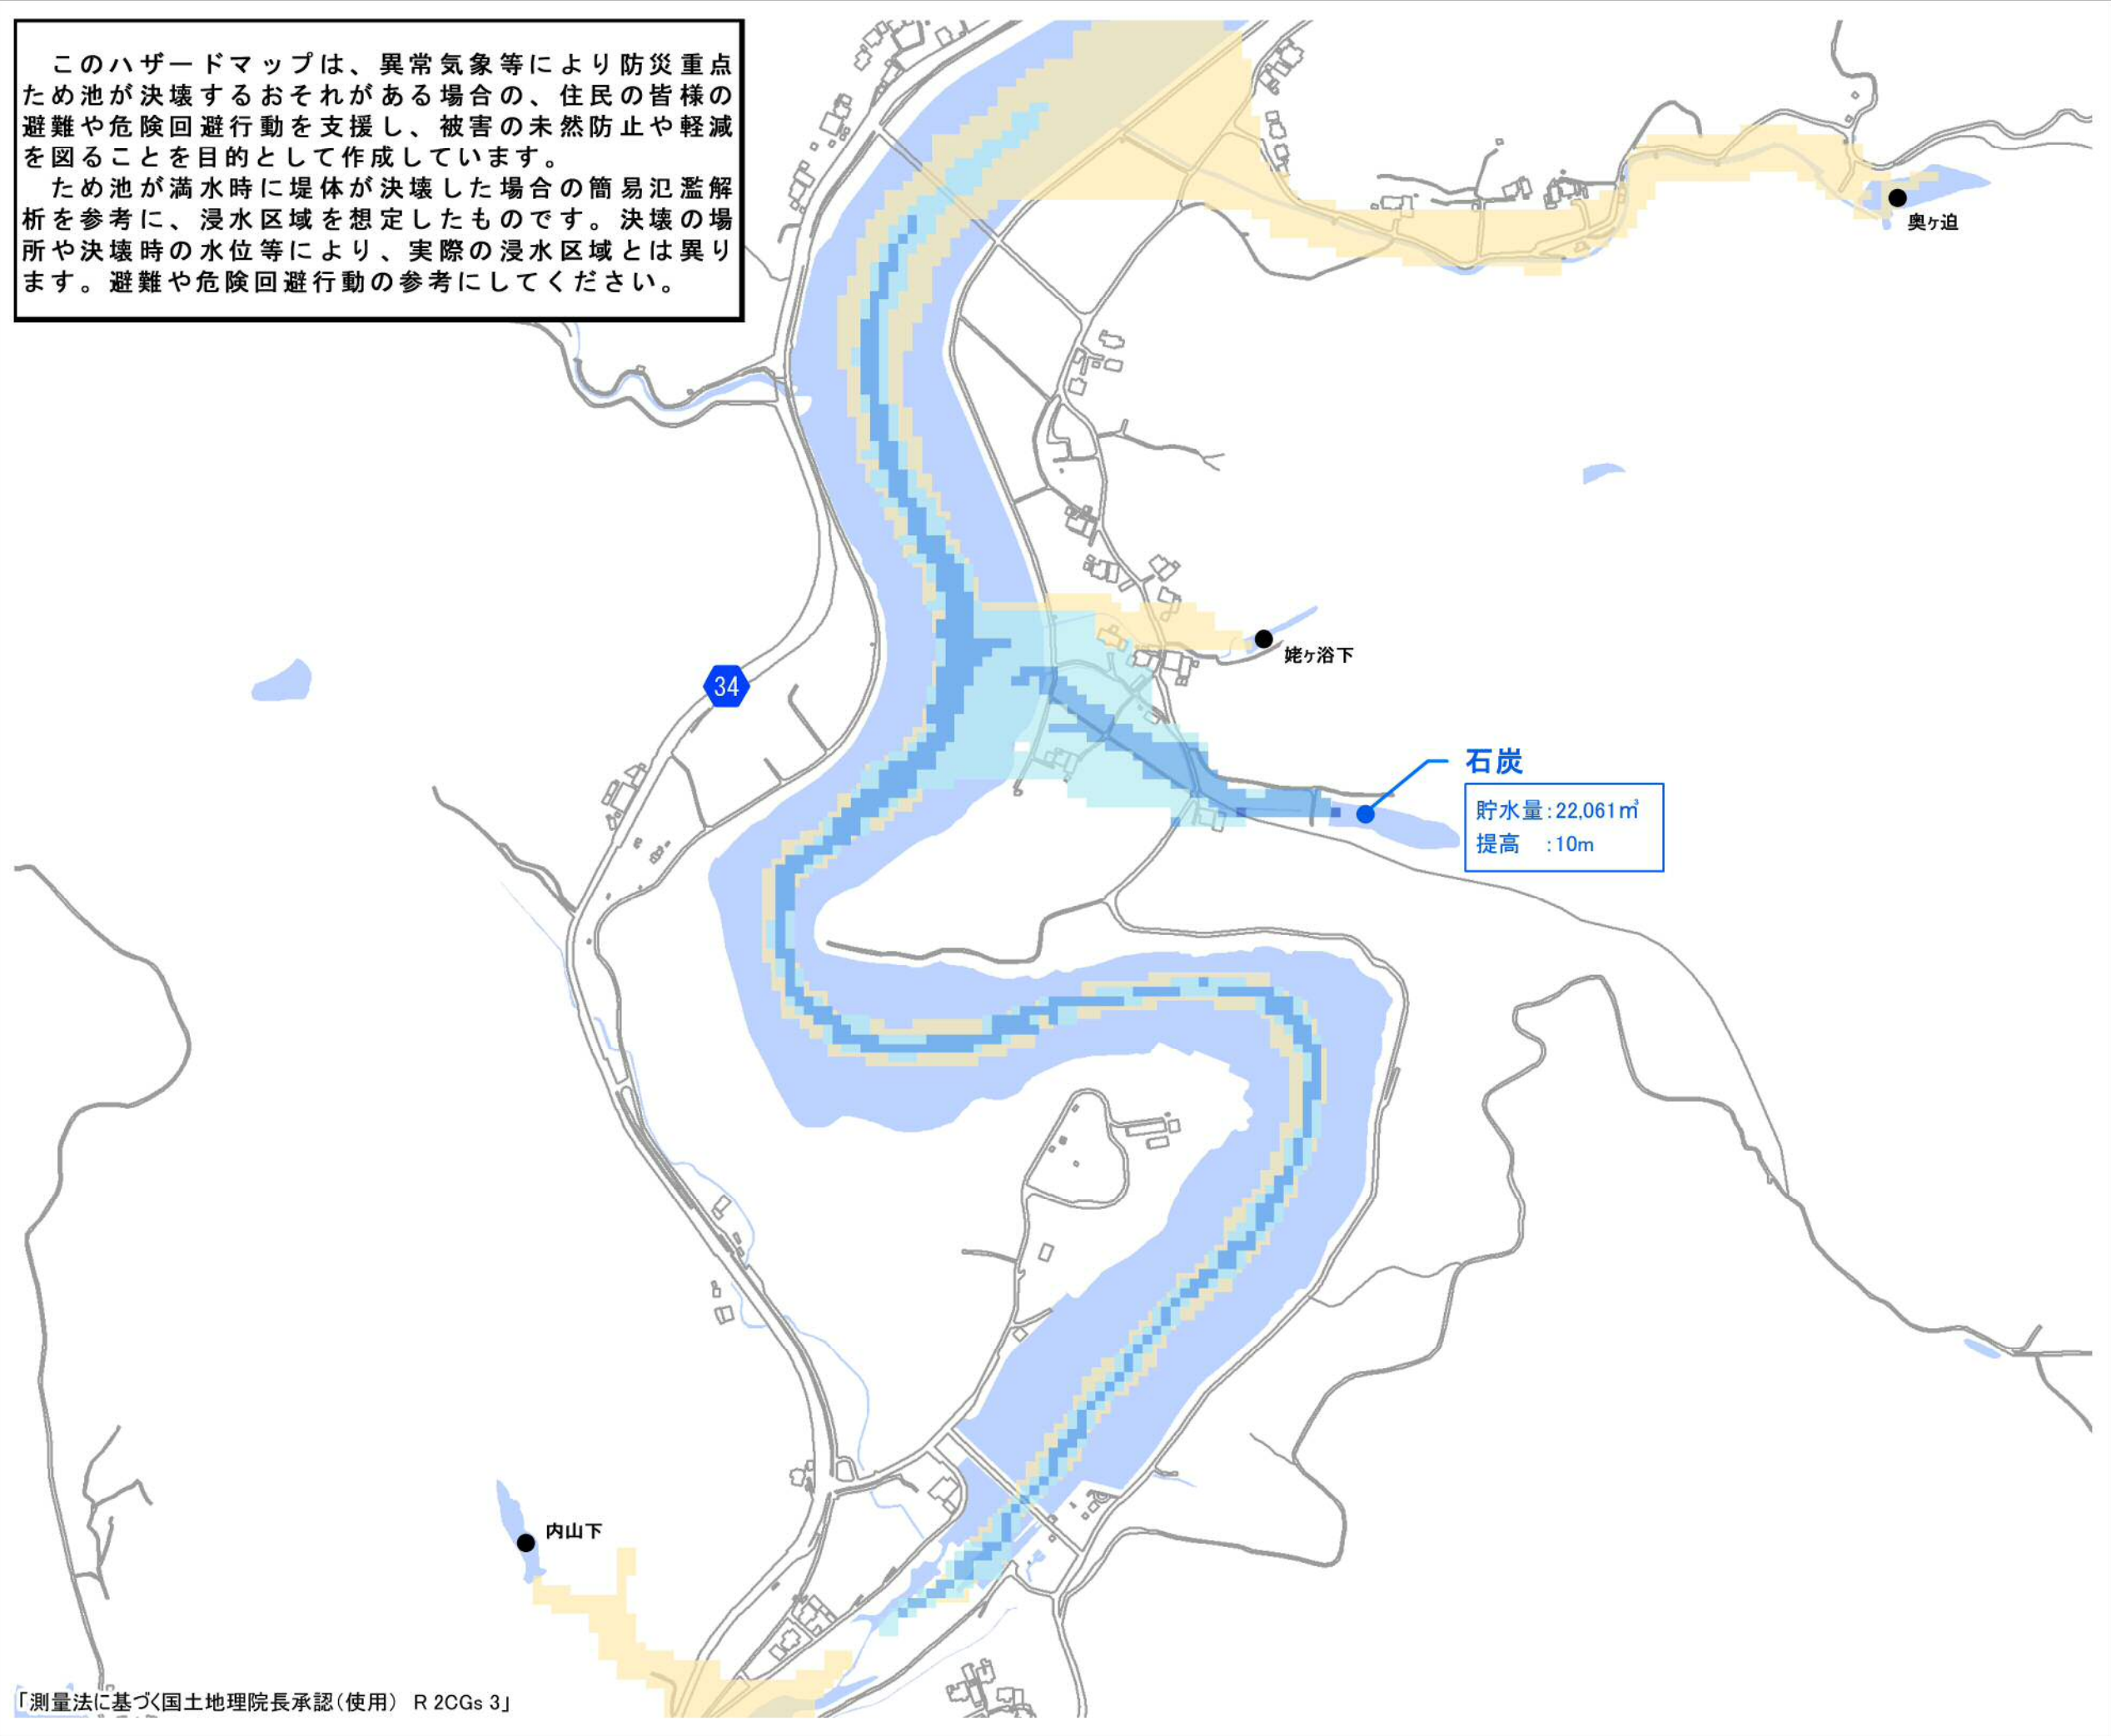 このハザードマップは、異常気象等により防災重点
ため池が決壊するおそれがある場合の、住民の皆様の
避難や危険回避行動を支援し、被害の未然防止や軽減
を図ることを目的として作成しています。
ため池が満水時に堤体が決壊した場合の簡易氾濫解
析を参考に、浸水区域を想定したものです。決壊の場
所や決壊時の水位等により、実際の浸水区域とは異り
ます。避難や危険回避行動の参考にしてください。
奥ヶ迫
姥ヶ浴下
34
石炭
貯水量:22,061㎥
提高 :10m
内山下
「測量法に基づく国土地理院長承認(使用) R 2CGs 3」